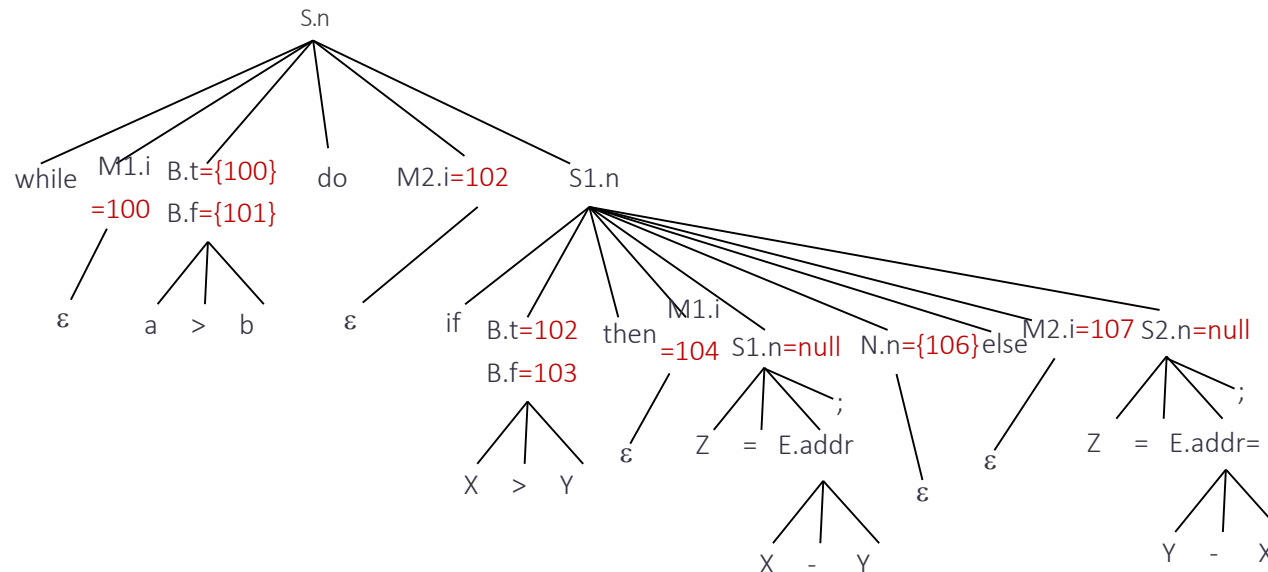 S.n
while M1.i B.t={100} do M2.i=102 S1.n
=100 B.f={101}
ε a > b ε if B.t=102 then M1.i S1.n=null N.n={106} else M2.i=107 S2.n=null
=104
B.f=103
; ;
ε Z = E.addr ε Z = E.addr=
X > Y ε
X - Y Y - X